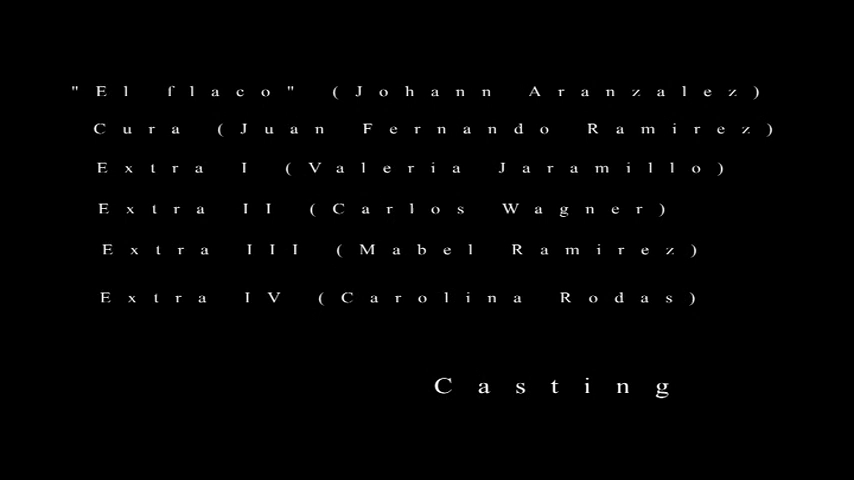 "El flaco" (Johann Aranzalez)
Cura (Juan Fernando Ramirez)
Extra I (Valeria Jaramillo)
Extra II (Carlos Wagner)
Extra III (Mabel Ramirez)
Extra IV (Carolina Rodas)
Casting